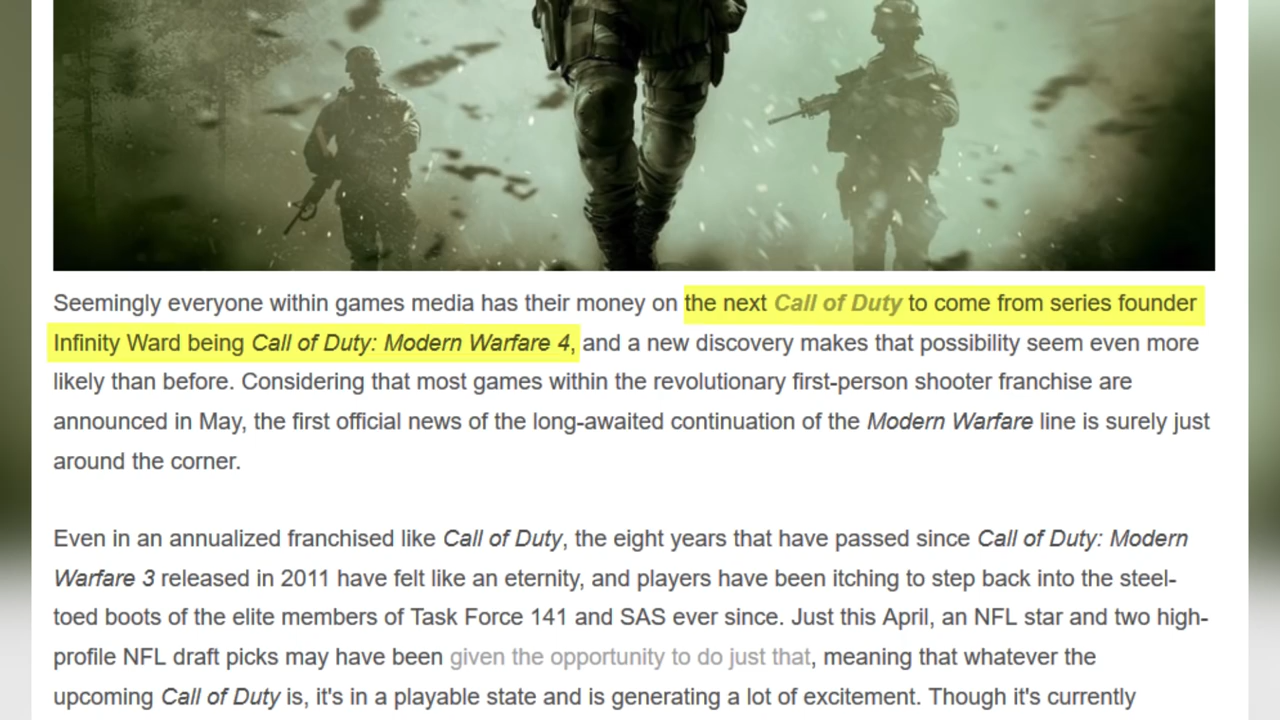 Seemingly everyone within games media has their money on the next Call of Duty to come from series founder
Infinity Ward being Call of Duty: Modern Warfare 4, and a new discovery makes that possibility seem even more
likely than before. Considering that most games within the revolutionary first-person shooter franchise are
announced in May, the first official news of the long-awaited continuation of the Modern Warfare line is surely just
around the corner.
Even in an annualized franchised like Call of Duty, the eight years that have passed since Call of Duty: Modern
Warfare 3 released in 2011 have felt like an eternity, and players have been itching to step back into the steel-
toed boots of the elite members of Task Force 141 and SAS ever since. Just this April, an NFL star and two high-
profile NFL draft picks may have been given the opportunity to do just that, meaning that whatever the
upcoming Call of Duty is, it's in a playable state and is generating a lot of excitement. Though it's currently